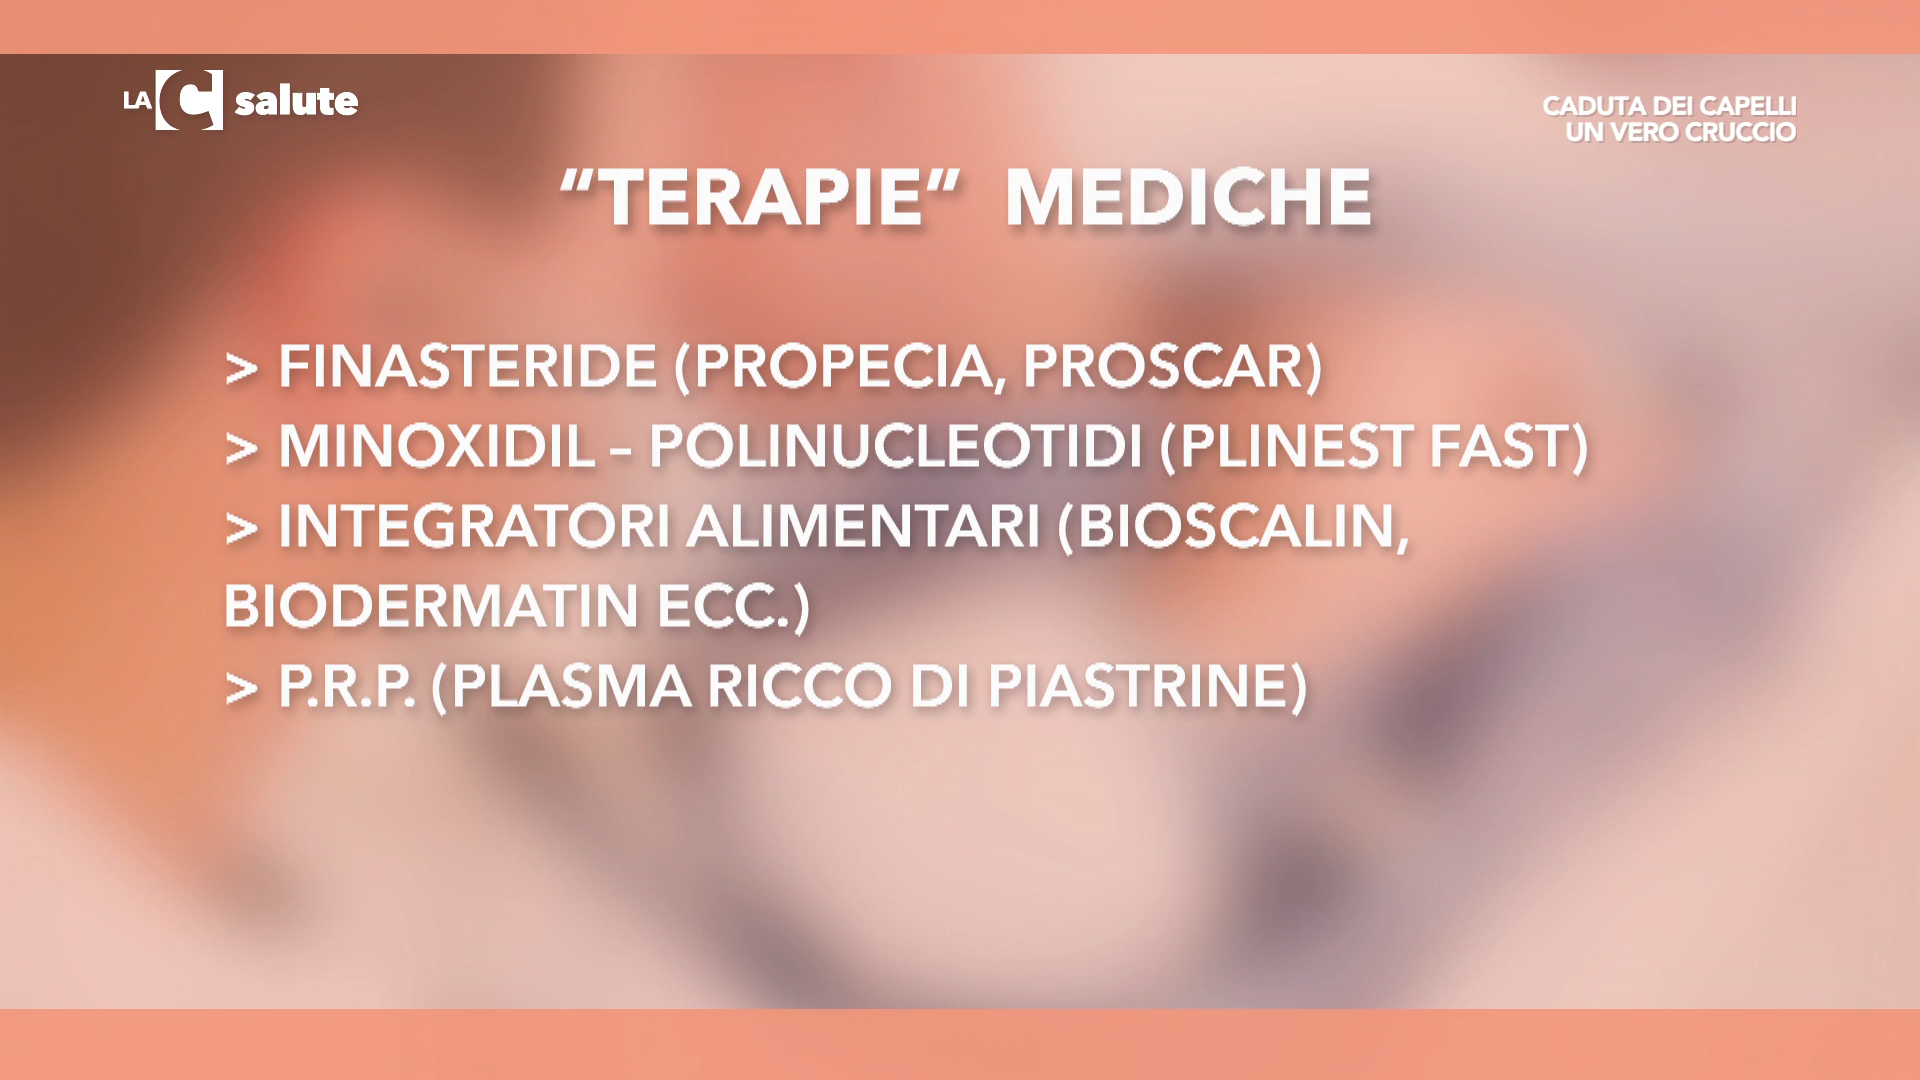 LA C salute
CADUTA DEI CAPELLI
UN VERO CRUCCIO
“TERAPIE” MEDICHE
> FINASTERIDE (PROPECIA, PROSCAR)
> MINOXIDIL – POLINUCLEOTIDI (PLINEST FAST)
> INTEGRATORI ALIMENTARI (BIOSCALIN,
BIODERMATIN ECC.)
> P.R.P. (PLASMA RICCO DI PIASTRINE)